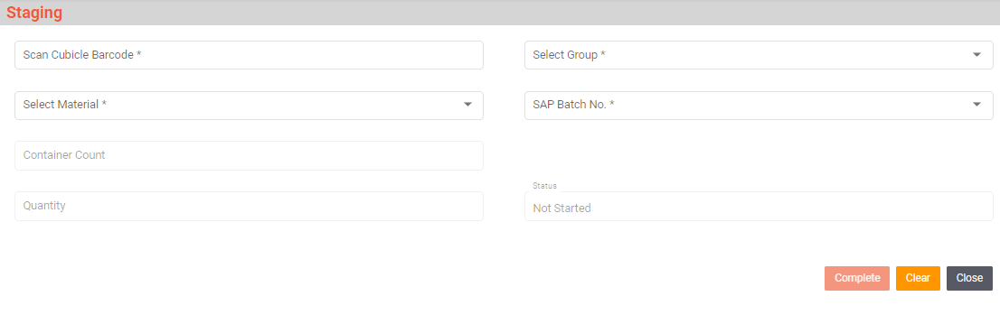 Staging
Scan Cubicle Barcode *
Select Group *
Select Material *
SAP Batch No. *
Container Count
Status
Quantity
Not Started
Complete
Clear
Close